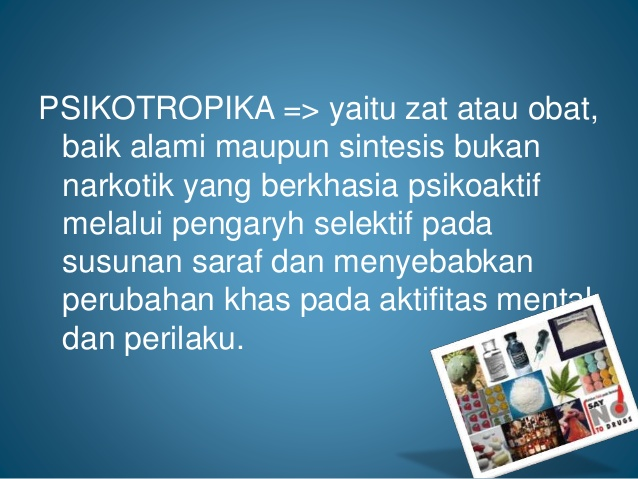 PSIKOTROPIKA => yaitu zat atau obat,
baik alami maupun sintesis bukan
narkotik yang berkhasia psikoaktif
melalui pengaryh selektif pada
susunan saraf dan menyebabkan
perubahan khas pada aktifitas mental
dan perilaku.
SAY
NO
TO DRUGS